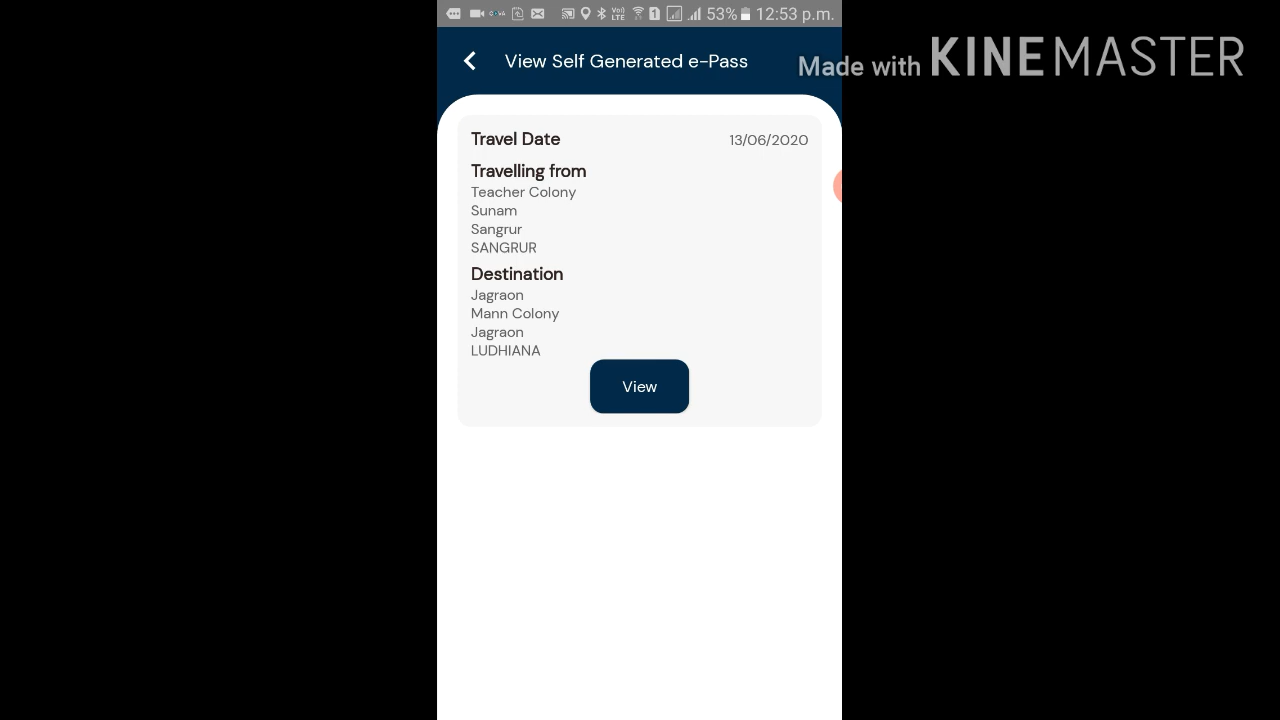 53% 12:53 p.m.
View Self Generated e-Pass
Made with KINEMASTER
Travel Date 13/06/2020
Travelling from
Teacher Colony
Sunam
Sangrur
SANGRUR
Destination
Jagraon
Mann Colony
Jagraon
LUDHIANA
View